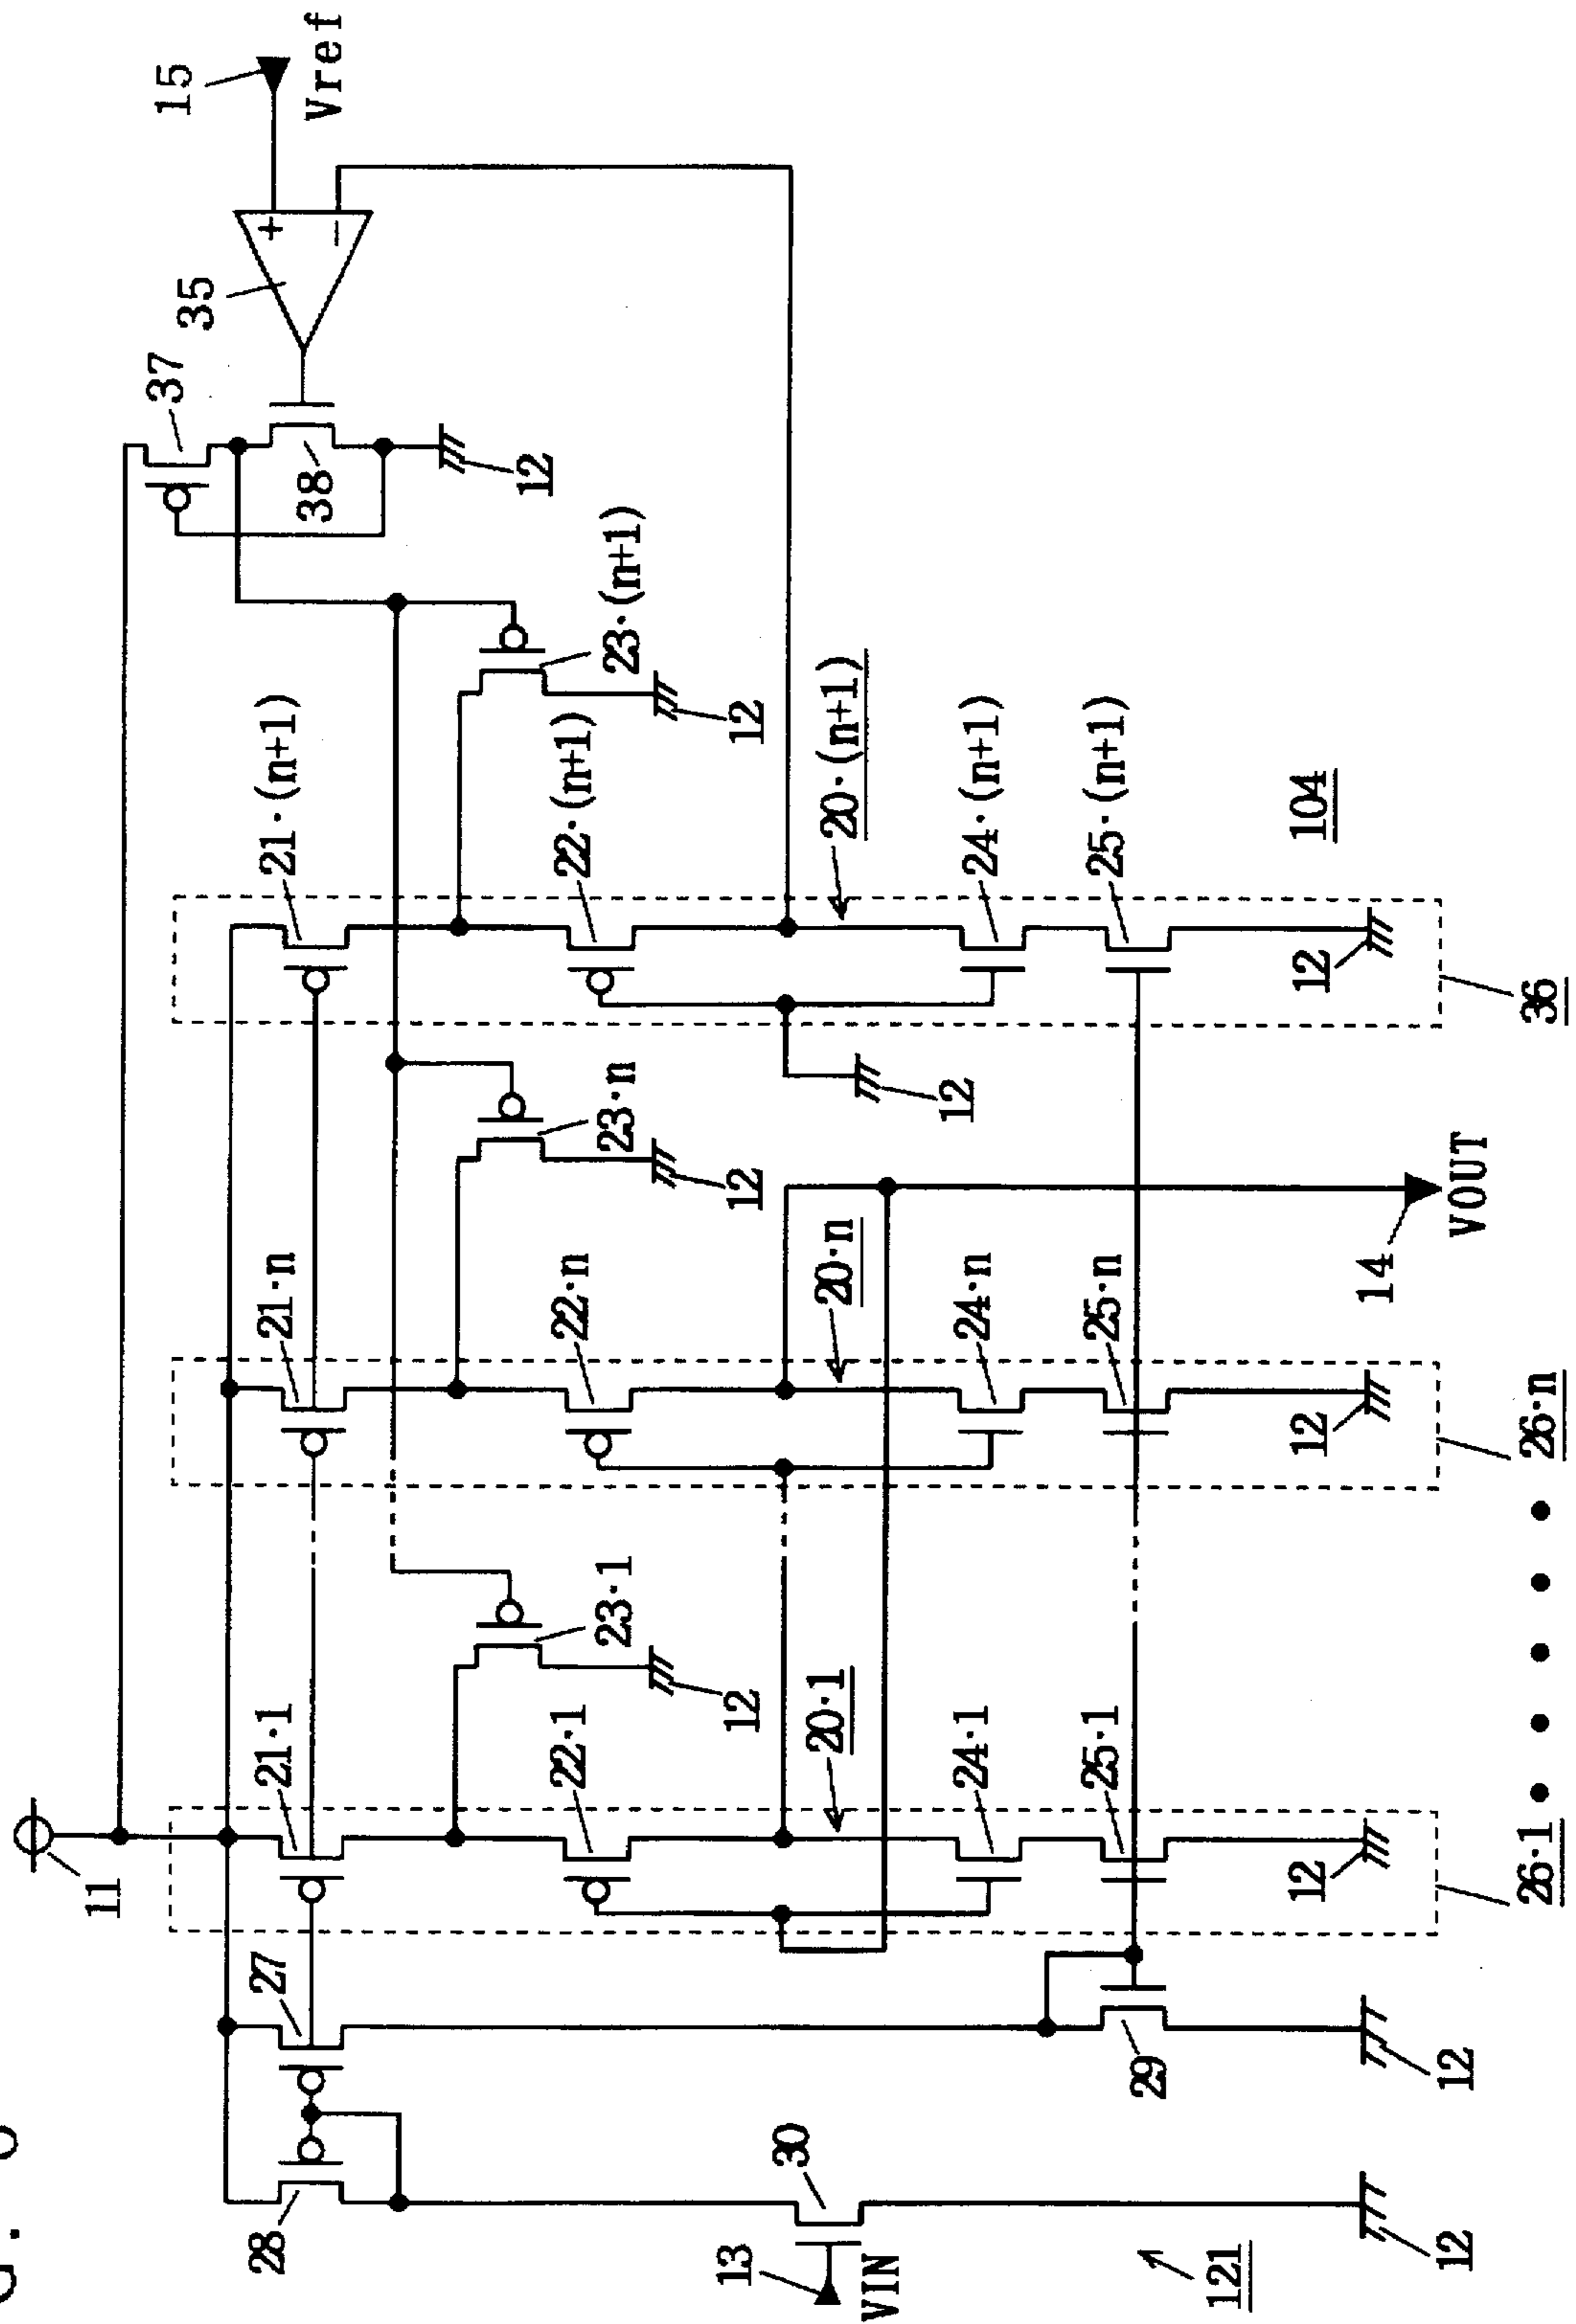 11
37
15
35
28
27
21·1
21·n
21·(n+1)
38
Vref
12
22·1
22·n
22·(n+1)
23·1
23·n
23·(n+1)
13
12
12
12
30
20·1
20·n
20·(n+1)
VIN
12
24·1
24·n
24·(n+1)
25·1
25·n
25·(n+1)
29
121
12
12
12
104
14
12
12
VOUT
26·1 • • • • • 26·n
36